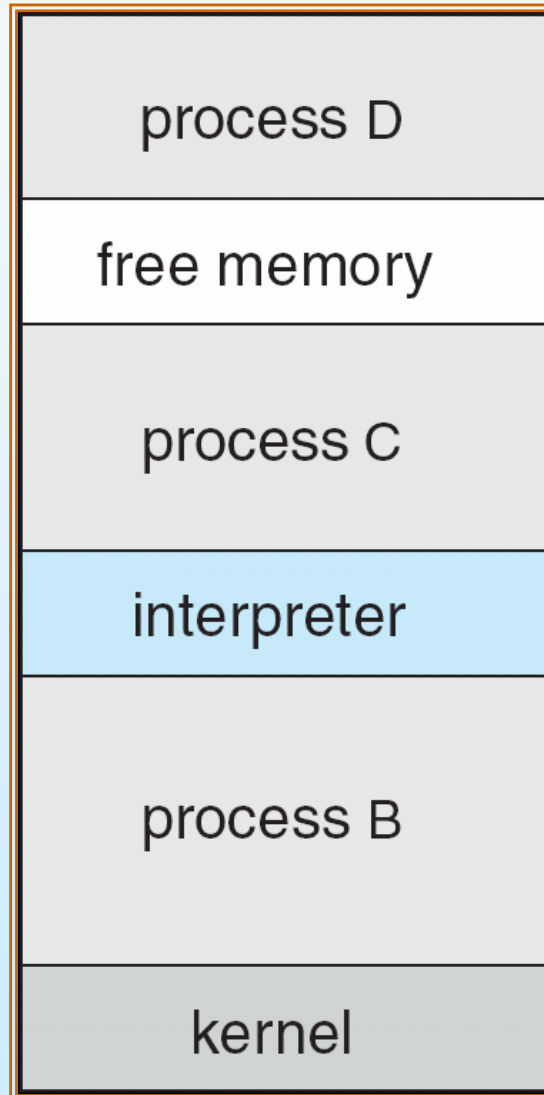 process D
free memory
process C
interpreter
process B
kernel